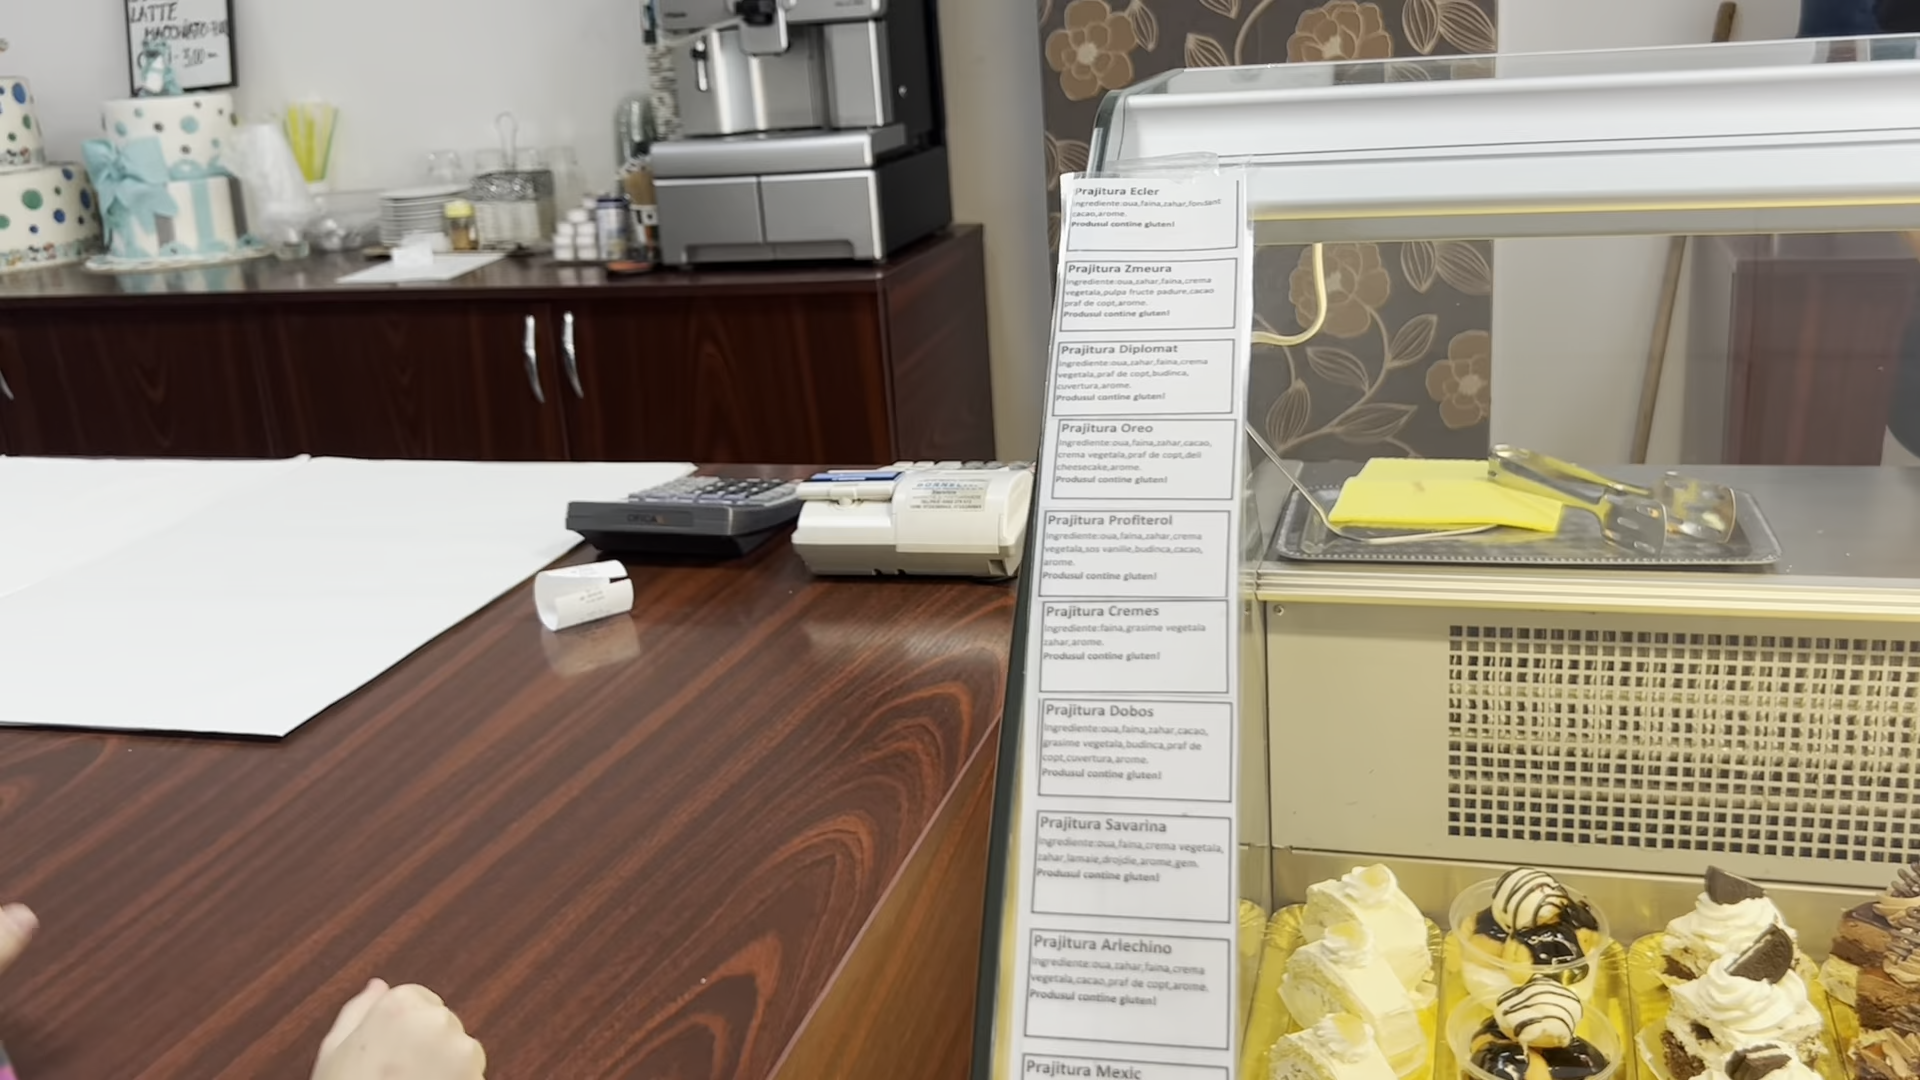 LATTE
MACCHIATO
Prajitura Ecler
Ingrediente:oua,faina,zahar,fondant
cacao,arome.
Produsul contine gluten!
Prajitura Zmeura
Ingrediente:oua,zahar,faina,crema
vegetala,pulpa fructe padure,cacao
praf de copt,arome.
Produsul contine gluten!
Prajitura Diplomat
Ingrediente:oua,zahar,faina,crema
vegetala,praf de copt,budinca,
cuvertura,arome.
Produsul contine gluten!
Prajitura Oreo
Ingrediente:oua,faina,zahar,cacao,
crema vegetala,praf de copt,deli
cheesecake,arome.
Produsul contine gluten!
Prajitura Profiterol
Ingrediente:oua,faina,zahar,crema
vegetala,sos vanilie,budinca,cacao,
arome.
Produsul contine gluten!
Prajitura Cremes
Ingrediente:faina,grasime vegetala
zahar,arome.
Produsul contine gluten!
Prajitura Dobos
Ingrediente:oua,faina,zahar,cacao,
grasime vegetala,budinca,praf de
copt,cuvertura,arome.
Produsul contine gluten!
Prajitura Savarina
Ingrediente:oua,faina,crema vegetala,
zahar,lamaie,drojdie,arome,gem.
Produsul contine gluten!
Prajitura Arlechino
Ingrediente:oua,zahar,faina,crema
vegetala,cacao,praf de copt,arome.
Produsul contine gluten!
Prajitura Mexic